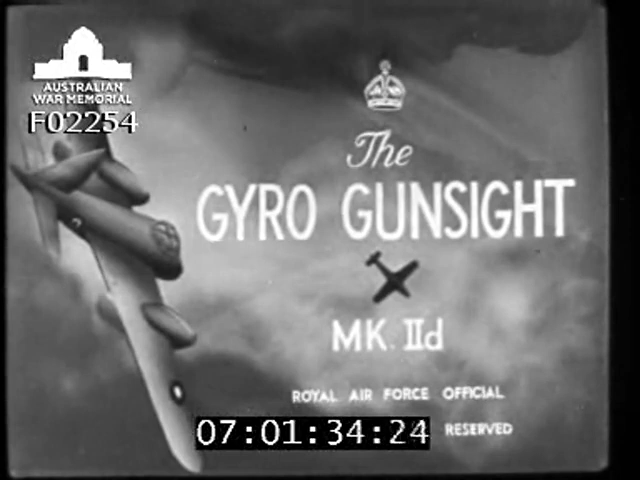 AUSTRALIAN
WAR MEMORIAL
F02254
The
GYRO GUNSIGHT
MK. IId
ROYAL AIR FORCE OFFICIAL
RESERVED
07:01:34:24